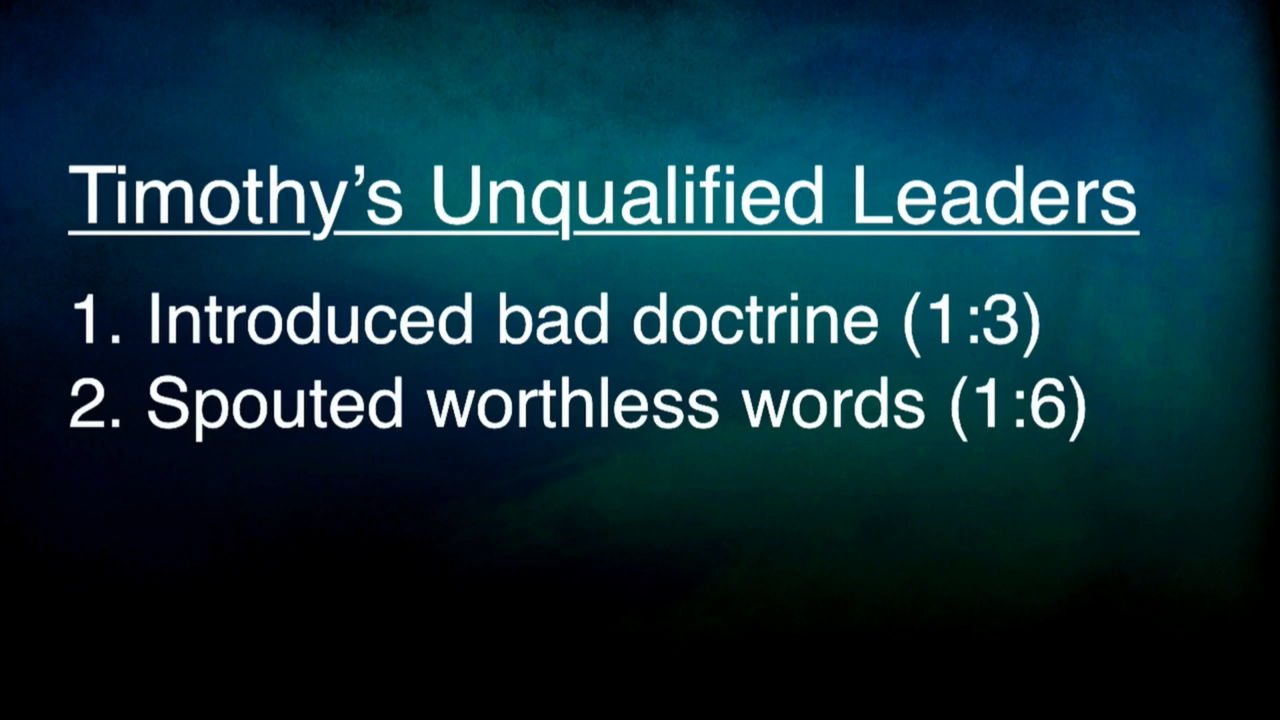 Timothy’s Unqualified Leaders
1. Introduced bad doctrine (1:3)
2. Spouted worthless words (1:6)